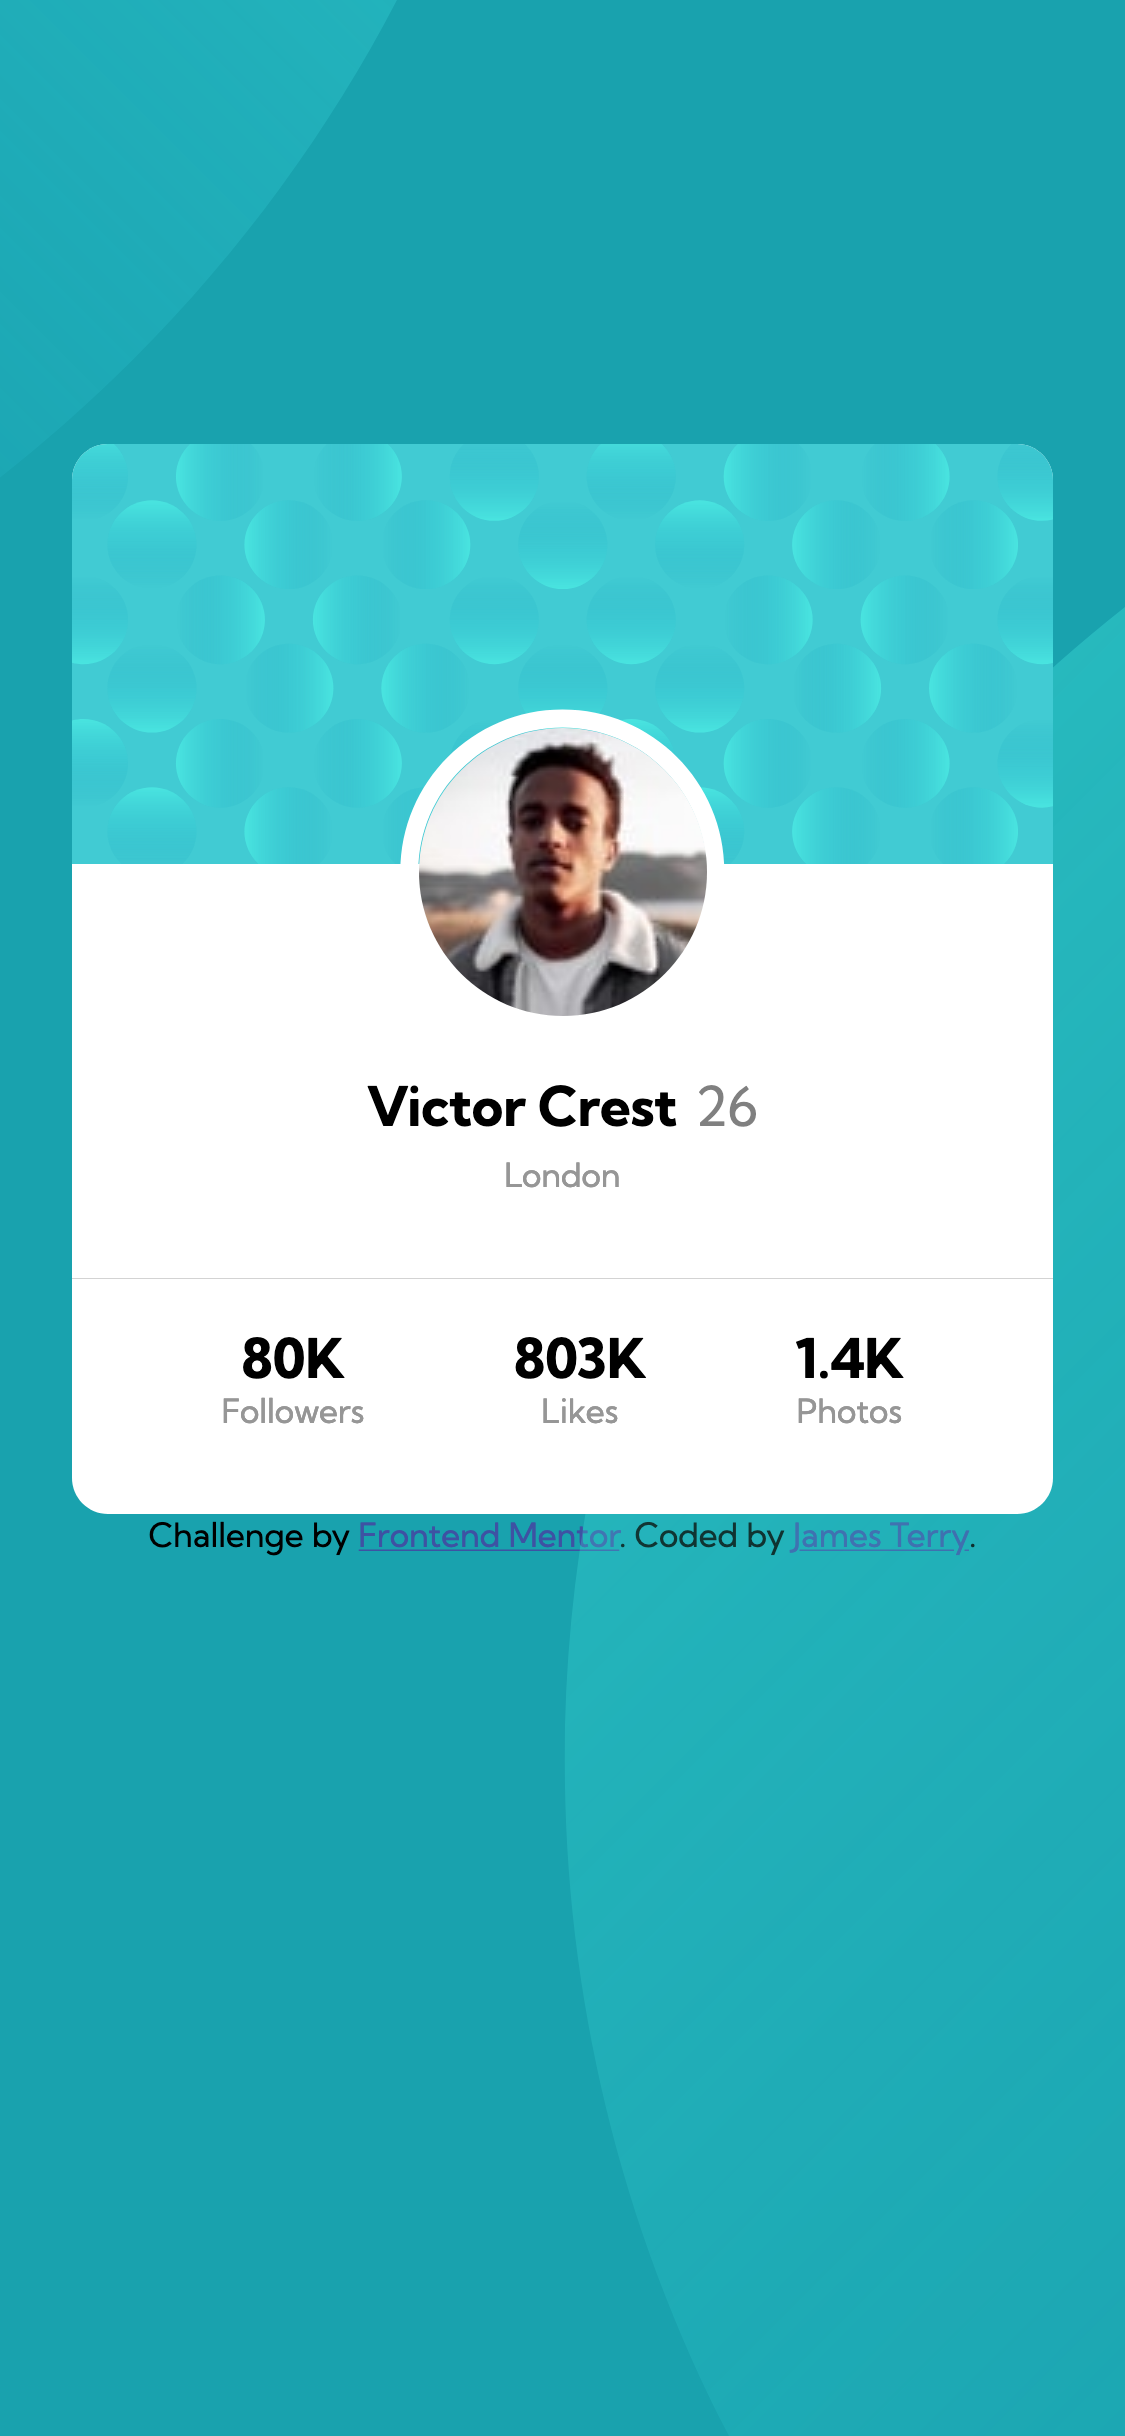 Victor Crest 26
London
80K 803K 1.4K
Followers Likes Photos
Challenge by Frontend Mentor. Coded by James Terry.